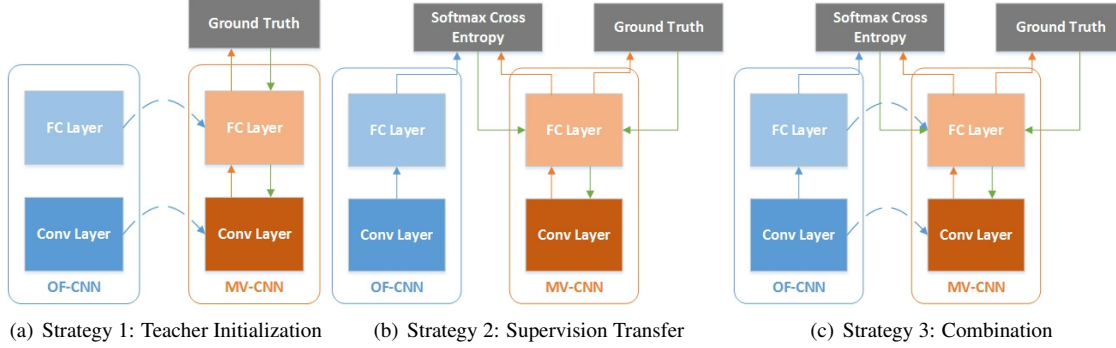 Ground Truth
FC Layer
FC Layer
Conv Layer
Conv Layer
OF-CNN
MV-CNN
(a) Strategy 1: Teacher Initialization
Softmax Cross
Entropy
Ground Truth
FC Layer
FC Layer
Conv Layer
Conv Layer
OF-CNN
MV-CNN
(b) Strategy 2: Supervision Transfer
Softmax Cross
Entropy
Ground Truth
FC Layer
FC Layer
Conv Layer
Conv Layer
OF-CNN
MV-CNN
(c) Strategy 3: Combination